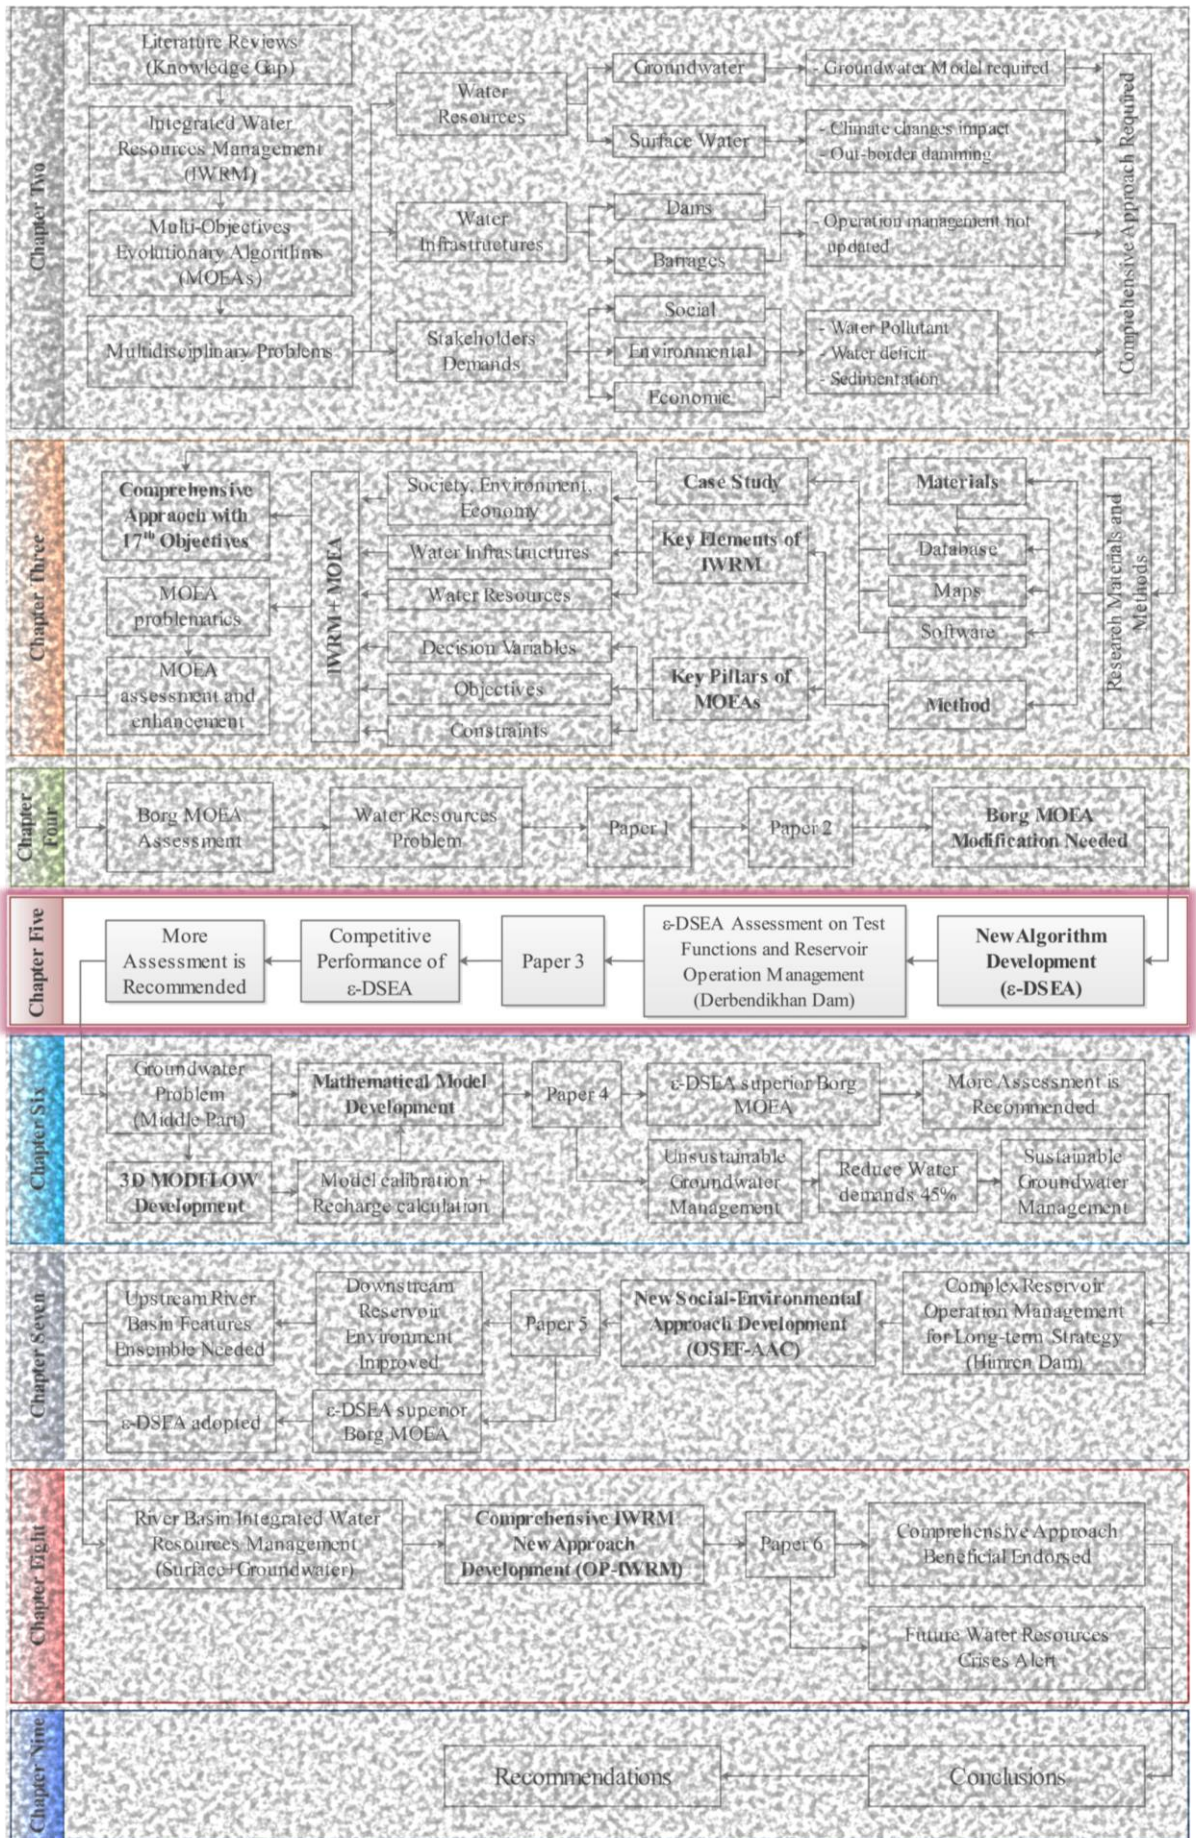 Chapter Two
Literature Reviews
(Knowledge Gap)
Integrated Water
Resources Management
(IWRM)
Multi-Objectives
Evolutionary Algorithms
(MOEAs)
Multidisciplinary Problems
Water
Resources
Water
Infrastructures
Stakeholders
Demands
Groundwater
Surface Water
Dams
Barrages
Social
Environmental
Economic
- Groundwater Model required
- Climate changes impact
- Out-border damming
- Operation management not
updated
- Water Pollutant
- Water deficit
- Sedimentation
Comprehensive Approach Required
Chapter Three
Comprehensive
Appraoch with
17th Objectives
MOEA
problematics
MOEA
assessment and
enhancement
IWRM + MOEA
Society, Environment,
Economy
Water Infrastructures
Water Resources
Decision Variables
Objectives
Constraints
Case Study
Key Elements of
IWRM
Key Pillars of
MOEAs
Materials
Database
Maps
Software
Method
Research Materials and
Methods
Chapter
Four
Borg MOEA
Assessment
Water Resources
Problem
Paper 1
Paper 2
Borg MOEA
Modification Needed
Chapter Five
More
Assessment is
Recommended
Competitive
Performance of
ε-DSEA
Paper 3
ε-DSEA Assessment on Test
Functions and Reservoir
Operation Management
(Derbendikhan Dam)
New Algorithm
Development
(ε-DSEA)
Chapter Six
Groundwater
Problem
(Middle Part)
Mathematical Model
Development
Paper 4
ε-DSEA superior Borg
MOEA
More Assessment is
Recommended
3D MODFLOW
Development
Model calibration +
Recharge calculation
Unsustainable
Groundwater
Management
Reduce Water
demands 45%
Sustainable
Groundwater
Management
Chapter Seven
Upstream River
Basin Features
Ensemble Needed
Downstream
Reservoir
Environment
Improved
Paper 5
New Social-Environmental
Approach Development
(OSEF-AAC)
Complex Reservoir
Operation Management
for Long-term Strategy
(Himren Dam)
ε-DSEA adopted
ε-DSEA superior
Borg MOEA
Chapter Eight
River Basin Integrated Water
Resources Management
(Surface+Groundwater)
Comprehensive IWRM
New Approach
Development (OP-IWRM)
Paper 6
Comprehensive Approach
Beneficial Endorsed
Future Water Resources
Crises Alert
Chapter Nine
Recommendations
Conclusions